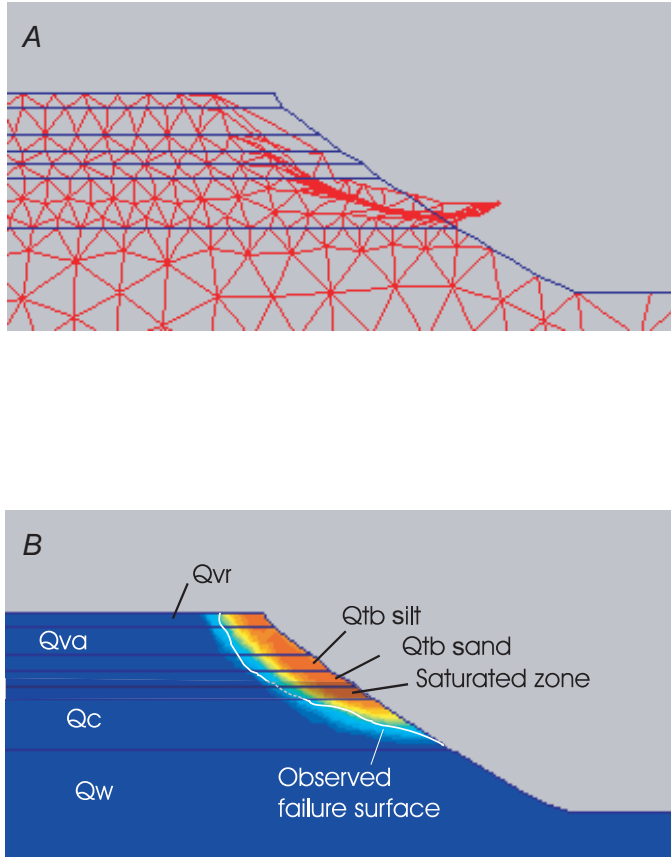 A
B
Qvr
Qva
Qtb silt
Qtb sand
Saturated zone
Qc
Observed
failure surface
Qw